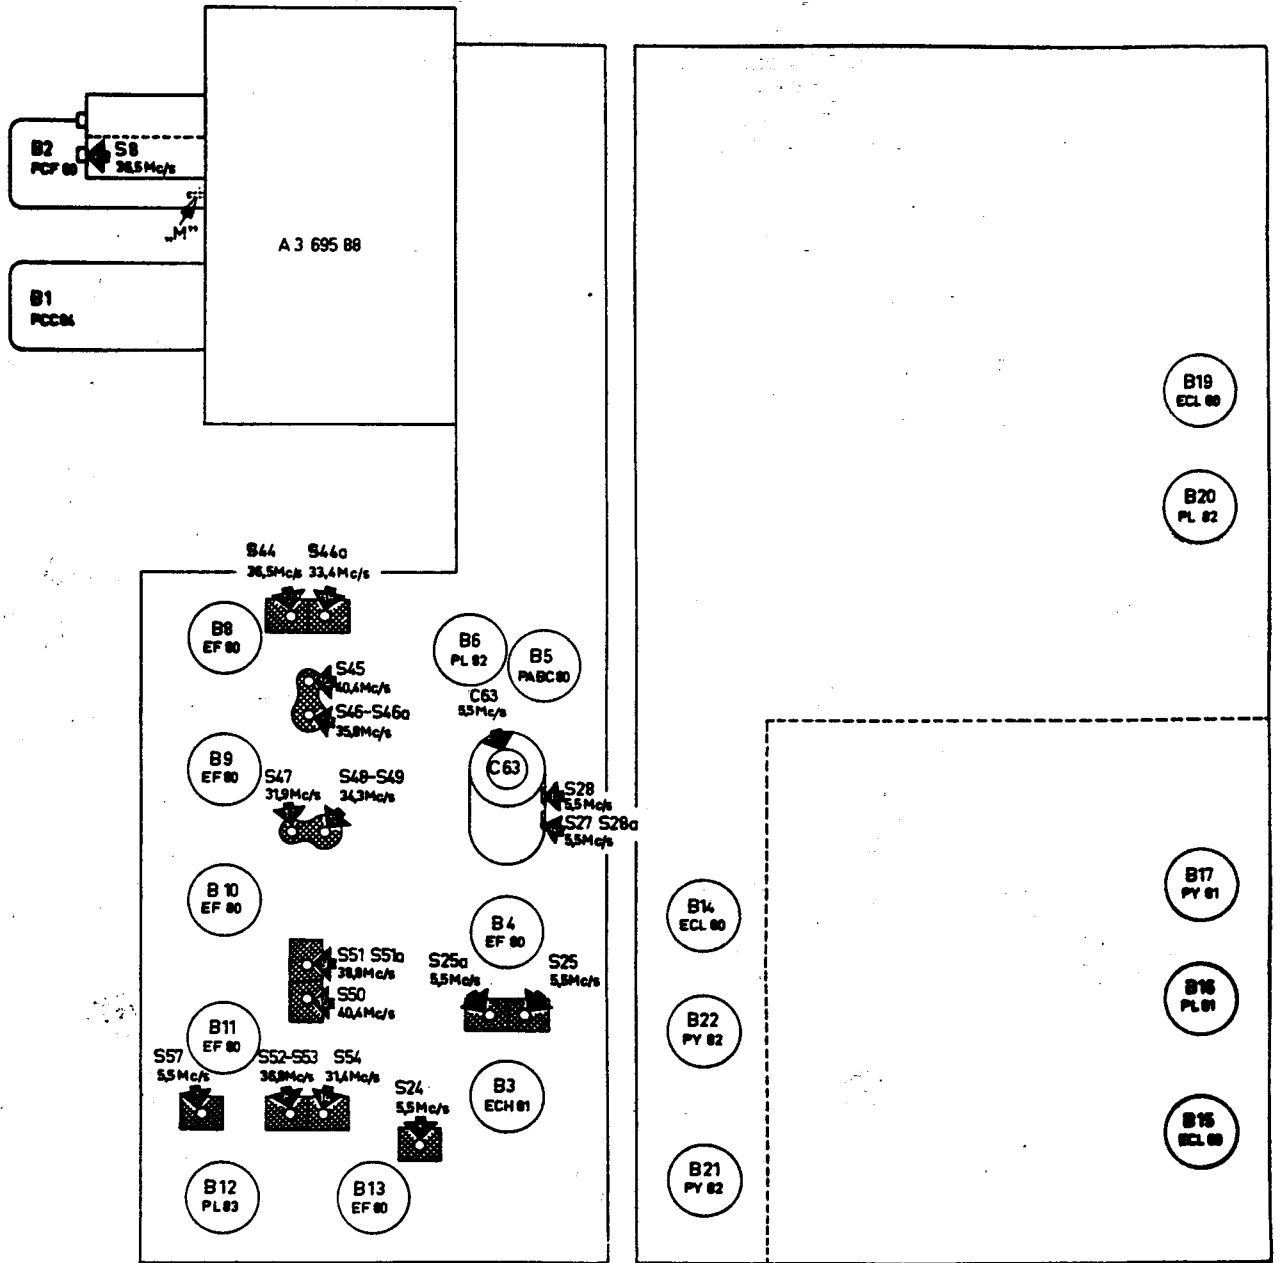 B2
PCF 80
S8
36,5 Mc/s
„M”
A 3 695 88
B1
PCC84
B19
ECL 80
B20
PL 82
S44 S44a
36,5Mc/s 33,4Mc/s
B8
EF 80
B6
PL 82
B5
PABC80
S45
40,4Mc/s
C63
5,5Mc/s
S46-S46a
35,8Mc/s
B9
EF 80
C63
S47 S48-S49
31,9Mc/s 34,3Mc/s
S28
5,5Mc/s
S27 S28a
5,5Mc/s
B 10
EF 80
B17
PY 81
B14
ECL 80
B4
EF 80
S51 S51a
38,8Mc/s
S25a S25
5,5Mc/s 5,5Mc/s
S50
40,4Mc/s
B16
PL81
B11
EF 80
B22
PY 82
S57 S52-S53 S54
5,5Mc/s 36,8Mc/s 31,4Mc/s
S24
5,5Mc/s
B3
ECH 81
B15
ECL 80
B12
PL83
B13
EF 80
B21
PY 82